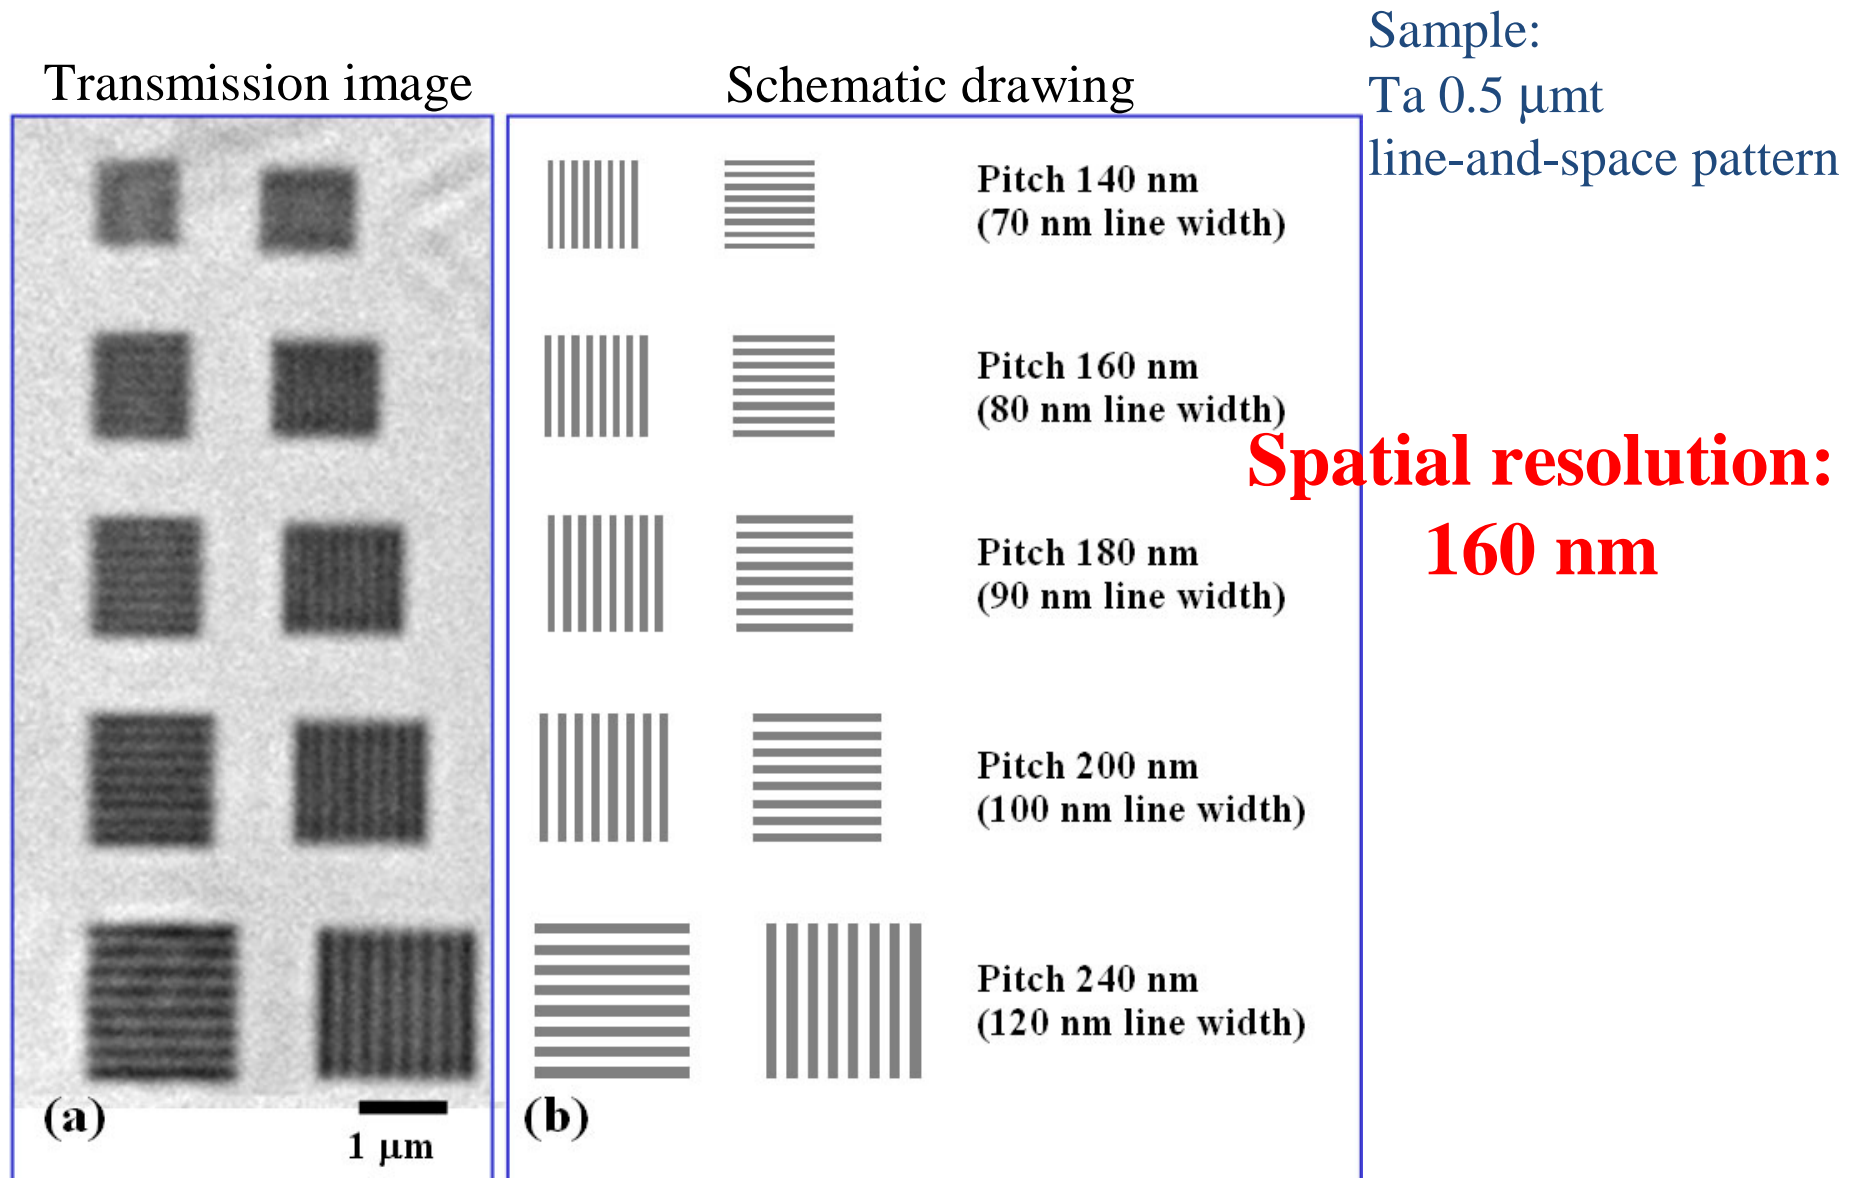 Transmission image
Schematic drawing
Sample:
Ta 0.5 μmt
line-and-space pattern
Pitch 140 nm
(70 nm line width)
Pitch 160 nm
(80 nm line width)
Spatial resolution:
160 nm
Pitch 180 nm
(90 nm line width)
Pitch 200 nm
(100 nm line width)
Pitch 240 nm
(120 nm line width)
(a)
1 μm
(b)